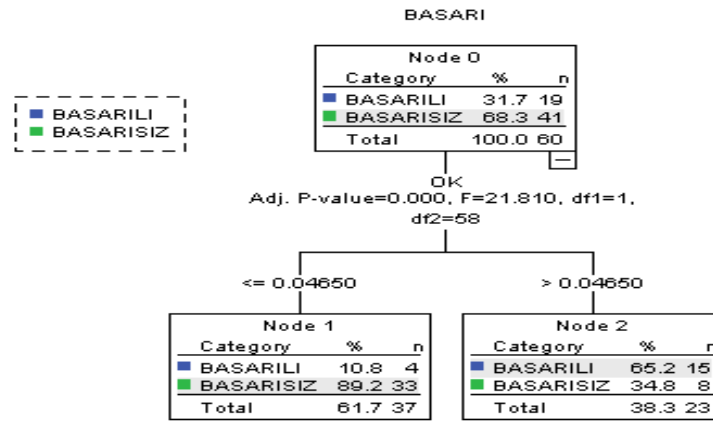 BASARI
BASARILI
BASARISIZ
Node 0
Category % n
BASARILI 31.7 19
BASARISIZ 68.3 41
Total 100.0 60
OK
Adj. P-value=0.000, F=21.810, df1=1,
df2=58
<= 0.04650
> 0.04650
Node 1
Category % n
BASARILI 10.8 4
BASARISIZ 89.2 33
Total 61.7 37
Node 2
Category % n
BASARILI 65.2 15
BASARISIZ 34.8 8
Total 38.3 23